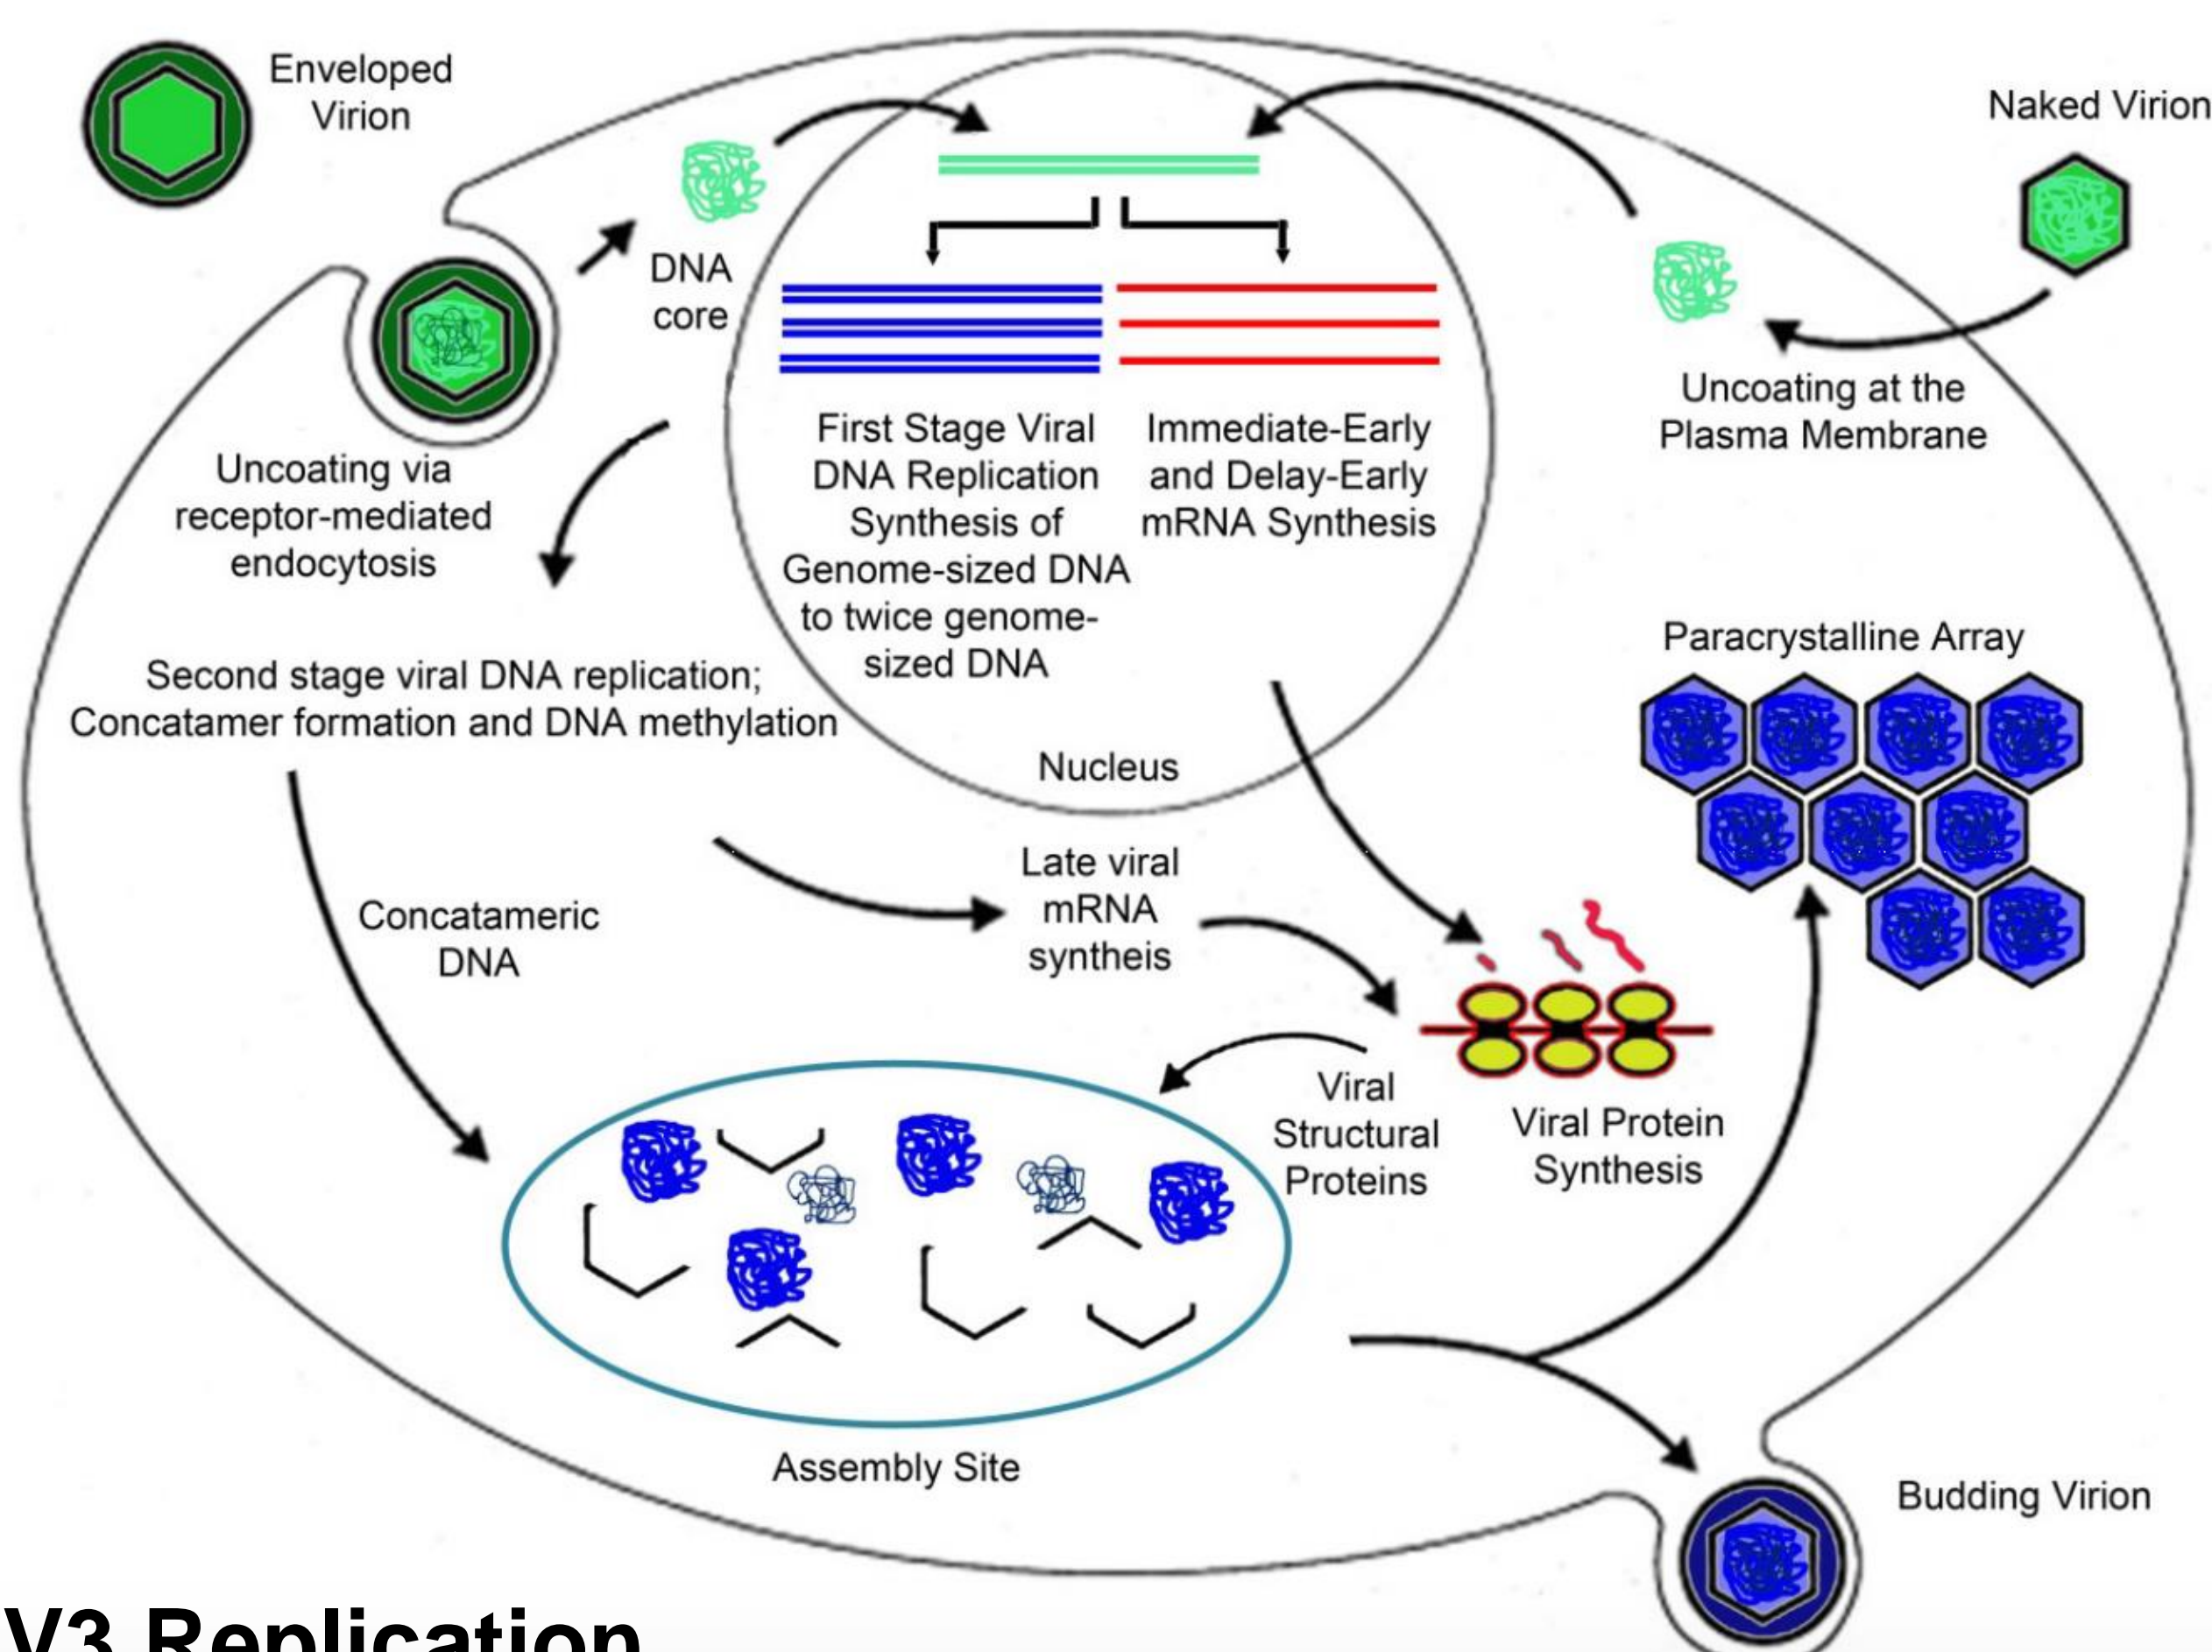 Enveloped
Virion
Naked Virion
DNA
core
Uncoating at the
Plasma Membrane
Uncoating via
receptor-mediated
endocytosis
First Stage Viral
DNA Replication
Synthesis of
Genome-sized DNA
to twice genome-
sized DNA
Immediate-Early
and Delay-Early
mRNA Synthesis
Paracrystalline Array
Second stage viral DNA replication;
Concatamer formation and DNA methylation
Nucleus
Late viral
mRNA
syntheis
Concatameric
DNA
Viral
Structural
Proteins
Viral Protein
Synthesis
Assembly Site
Budding Virion
V3 Replication